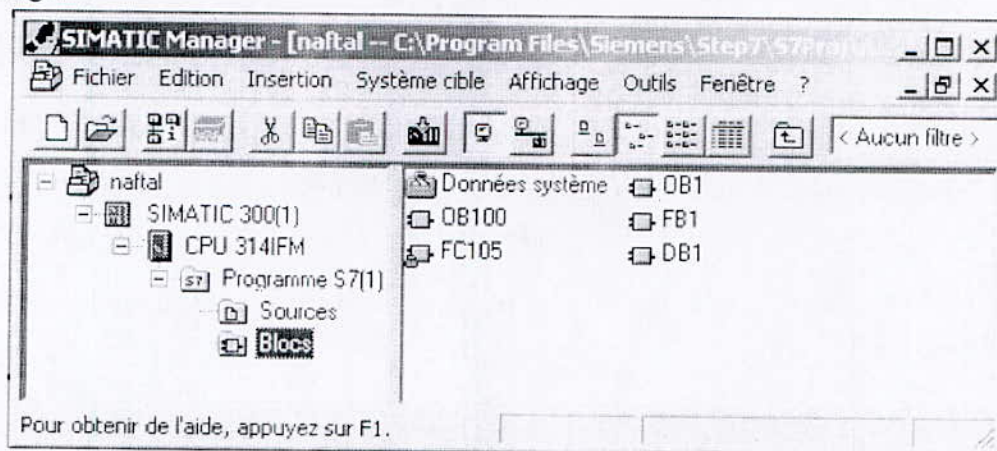 SIMATIC Manager - [naftal -- C:\Program Files\Siemens\Step7\S7Proj
Fichier Edition Insertion Système cible Affichage Outils Fenêtre ?
< Aucun filtre >
naftal
SIMATIC 300(1)
CPU 314IFM
Programme S7(1)
Sources
Blocs
Données système
OB1
OB100
FB1
FC105
DB1
Pour obtenir de l'aide, appuyez sur F1.